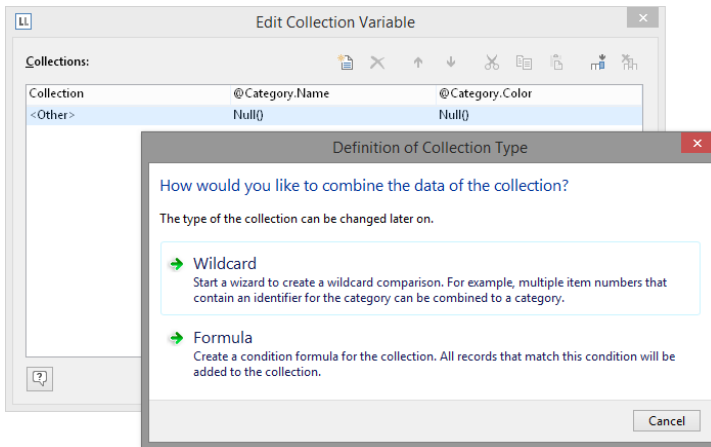 LL
Edit Collection Variable
Collections:
Collection @Category.Name @Category.Color
<Other> Null() Null()
Definition of Collection Type
How would you like to combine the data of the collection?
The type of the collection can be changed later on.
Wildcard
Start a wizard to create a wildcard comparison. For example, multiple item numbers that
contain an identifier for the category can be combined to a category.
Formula
Create a condition formula for the collection. All records that match this condition will be
added to the collection.
Cancel